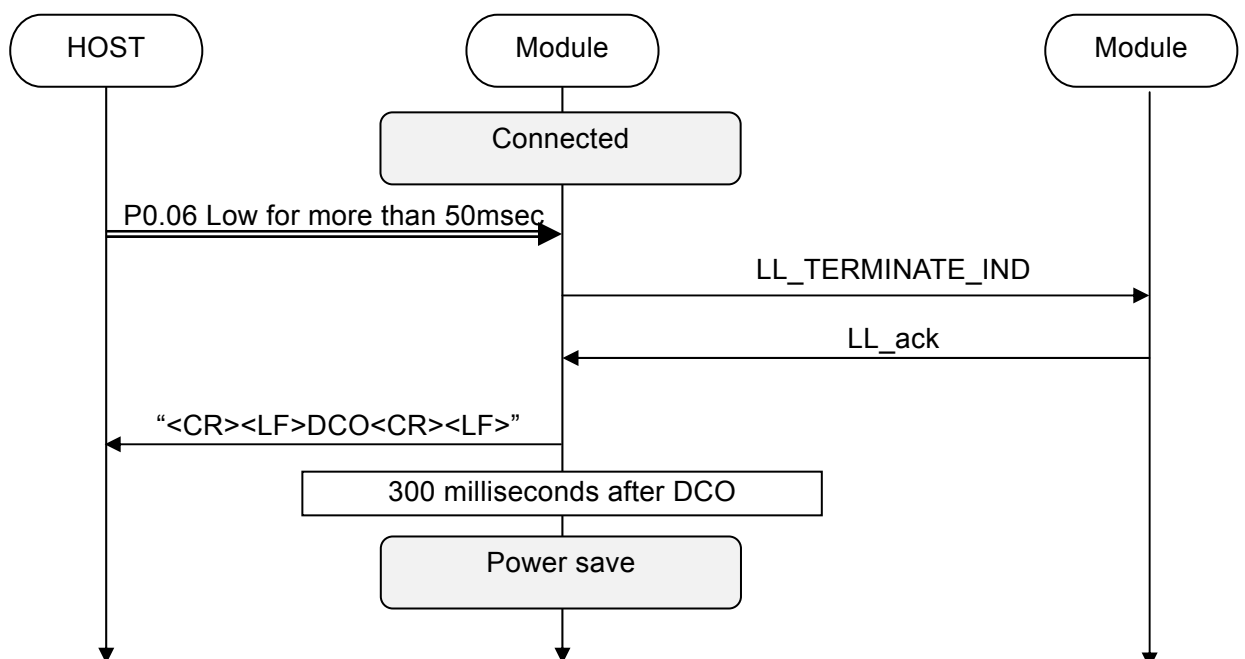 HOST
Module
Module
Connected
P0.06 Low for more than 50msec
LL_TERMINATE_IND
LL_ack
“<CR><LF>DCO<CR><LF>”
300 milliseconds after DCO
Power save